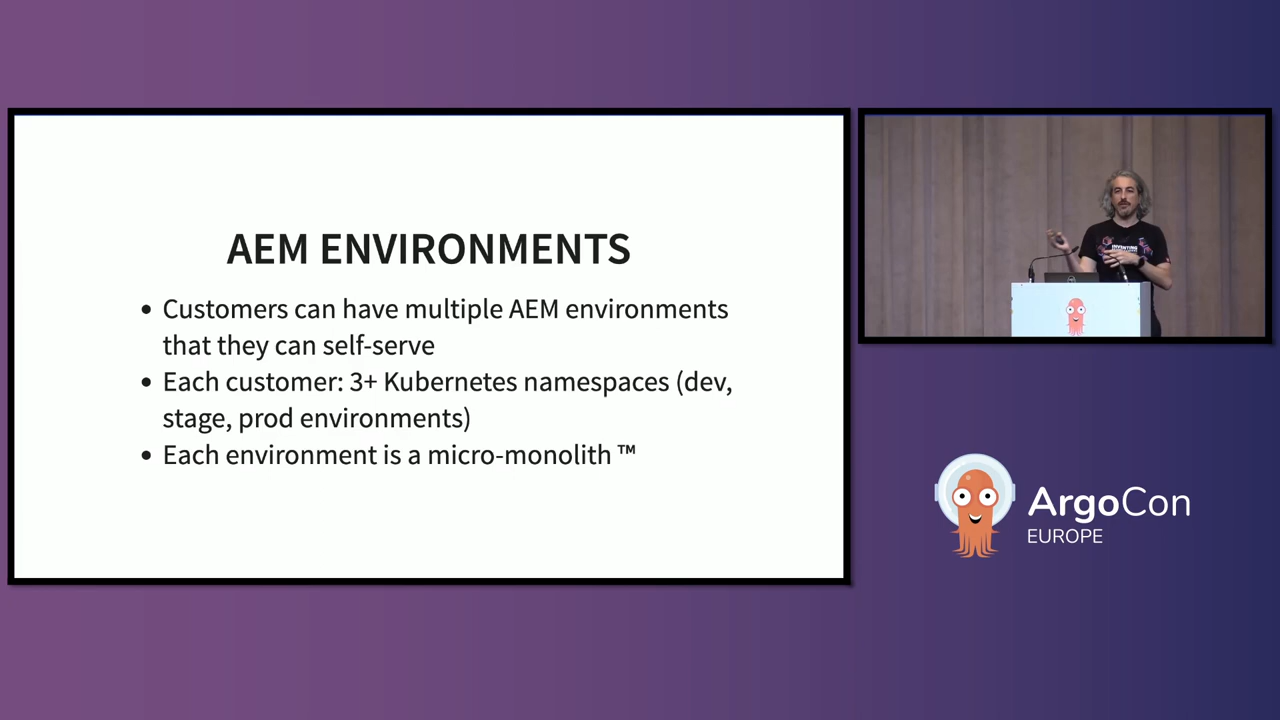 AEM ENVIRONMENTS
• Customers can have multiple AEM environments
that they can self-serve
• Each customer: 3+ Kubernetes namespaces (dev,
stage, prod environments)
• Each environment is a micro-monolith ™
INVENTING
ArgoCon
EUROPE